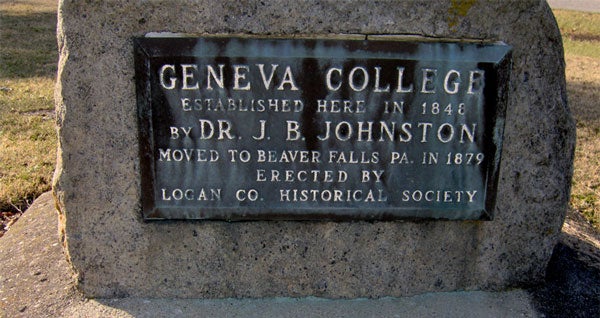 GENEVA COLLEGE
ESTABLISHED HERE IN 1848
BY DR. J. B. JOHNSTON
MOVED TO BEAVER FALLS PA. IN 1879
ERECTED BY
LOGAN CO. HISTORICAL SOCIETY